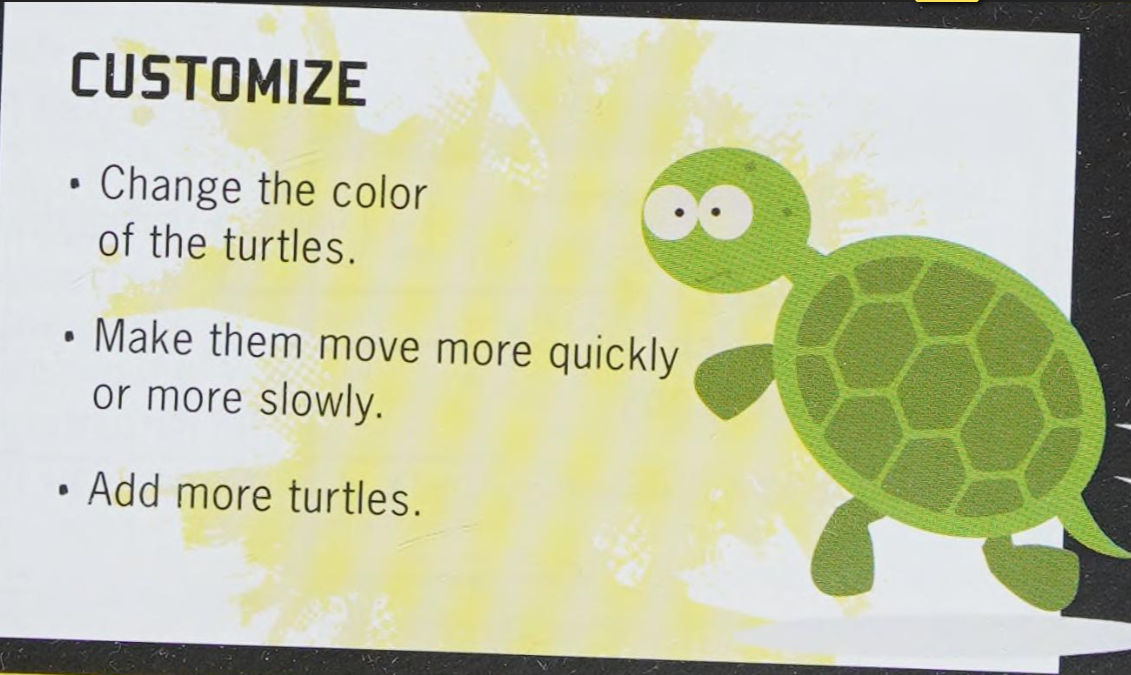 CUSTOMIZE
• Change the color
of the turtles.
• Make them move more quickly
or more slowly.
• Add more turtles.